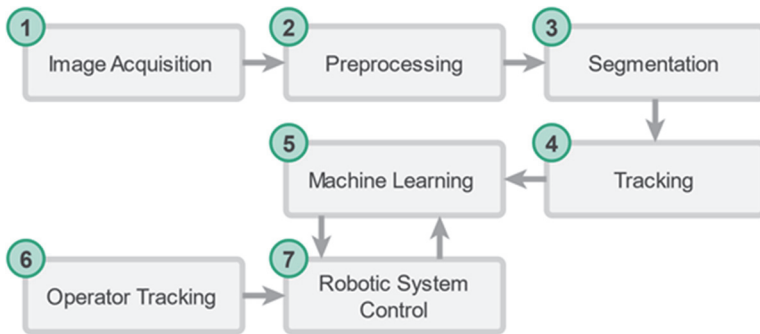 1
Image Acquisition
2
Preprocessing
3
Segmentation
4
Tracking
5
Machine Learning
6
Operator Tracking
7
Robotic System
Control